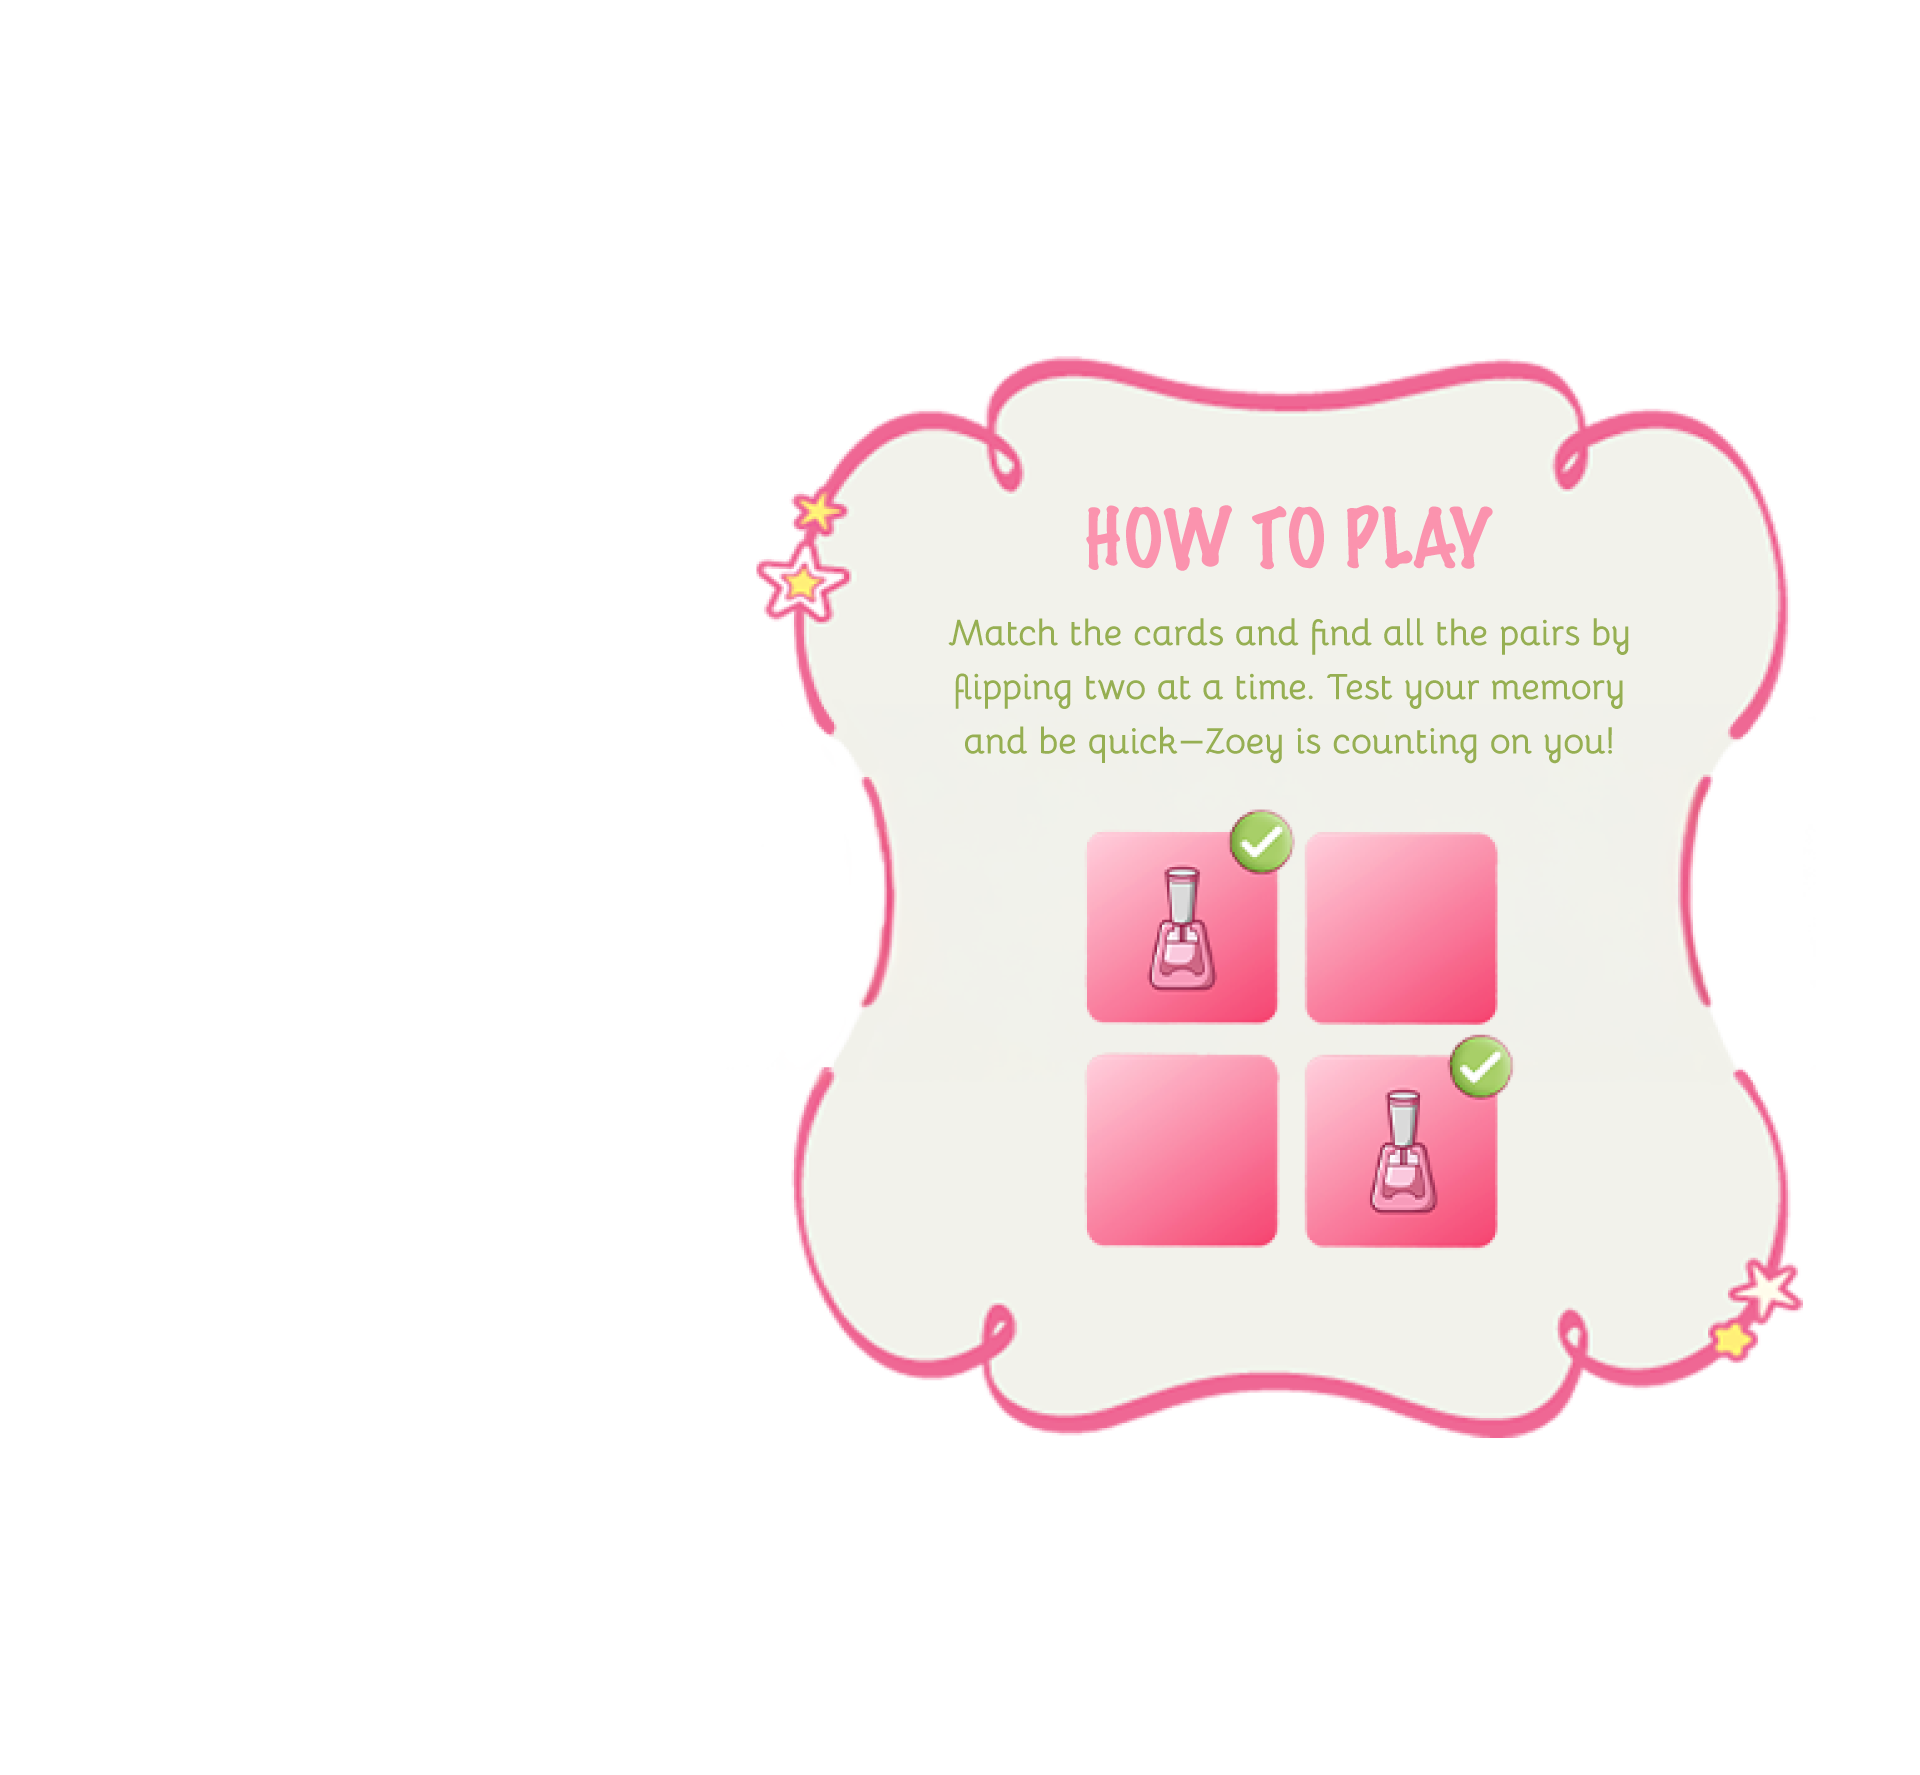 HOW TO PLAY
Match the cards and find all the pairs by
flipping two at a time. Test your memory
and be quick—Zoey is counting on you!